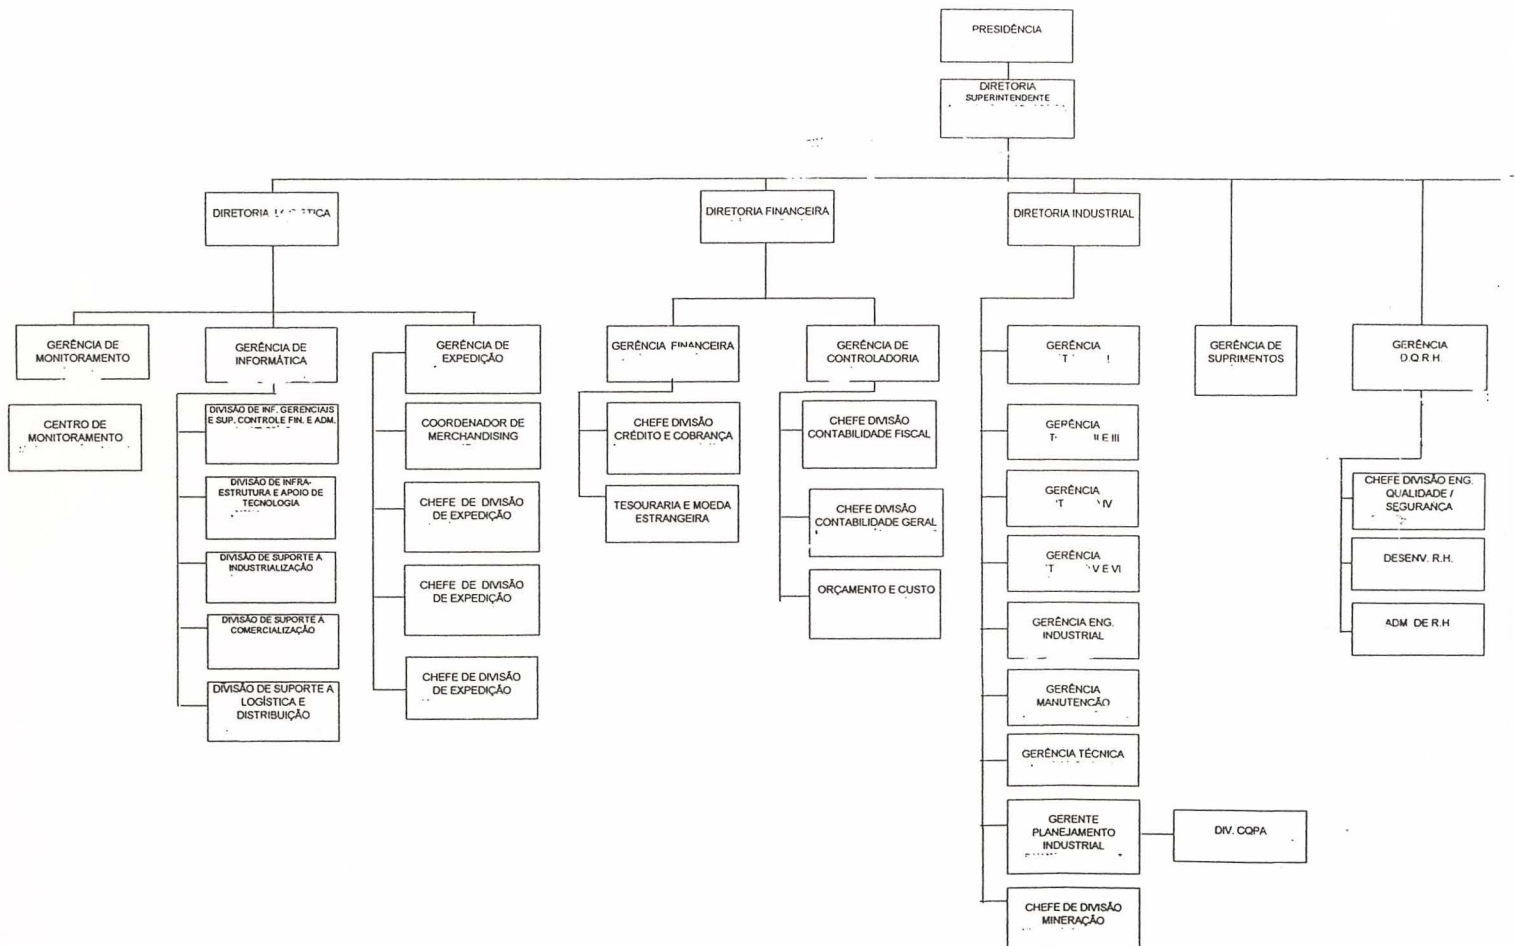 PRESIDÊNCIA
DIRETORIA
SUPERINTENDENTE
DIRETORIA
DIRETORIA FINANCEIRA
DIRETORIA INDUSTRIAL
GERÊNCIA DE
MONITORAMENTO
CENTRO DE
MONITORAMENTO
GERÊNCIA DE
INFORMÁTICA
DIVISÃO DE INF. GERENCIAIS
E SUP. CONTROLE FIN. E ADM.
DIVISÃO DE INFRA-
ESTRUTURA E APOIO DE
TECNOLOGIA
DIVISÃO DE SUPORTE A
INDUSTRIALIZAÇÃO
DIVISÃO DE SUPORTE A
COMERCIALIZAÇÃO
DIVISÃO DE SUPORTE A
LOGÍSTICA E
DISTRIBUIÇÃO
GERÊNCIA DE
EXPEDIÇÃO
COORDENADOR DE
MERCHANDISING
CHEFE DE DIVISÃO
DE EXPEDIÇÃO
CHEFE DE DIVISÃO
DE EXPEDIÇÃO
CHEFE DE DIVISÃO
DE EXPEDIÇÃO
GERÊNCIA FINANCEIRA
CHEFE DIVISÃO
CRÉDITO E COBRANÇA
TESOURARIA E MOEDA
ESTRANGEIRA
GERÊNCIA DE
CONTROLADORIA
CHEFE DIVISÃO
CONTABILIDADE FISCAL
CHEFE DIVISÃO
CONTABILIDADE GERAL
ORÇAMENTO E CUSTO
GERÊNCIA
GERÊNCIA
II E III
GERÊNCIA
IV
GERÊNCIA
V E VI
GERÊNCIA ENG.
INDUSTRIAL
GERÊNCIA
MANUTENÇÃO
GERÊNCIA TÉCNICA
GERENTE
PLANEJAMENTO
INDUSTRIAL
DIV. CQPA
CHEFE DE DIVISÃO
MINERAÇÃO
GERÊNCIA DE
SUPRIMENTOS
GERÊNCIA
D.Q.R.H.
CHEFE DIVISÃO ENG.
QUALIDADE /
SEGURANÇA
DESENV. R.H.
ADM. DE R.H